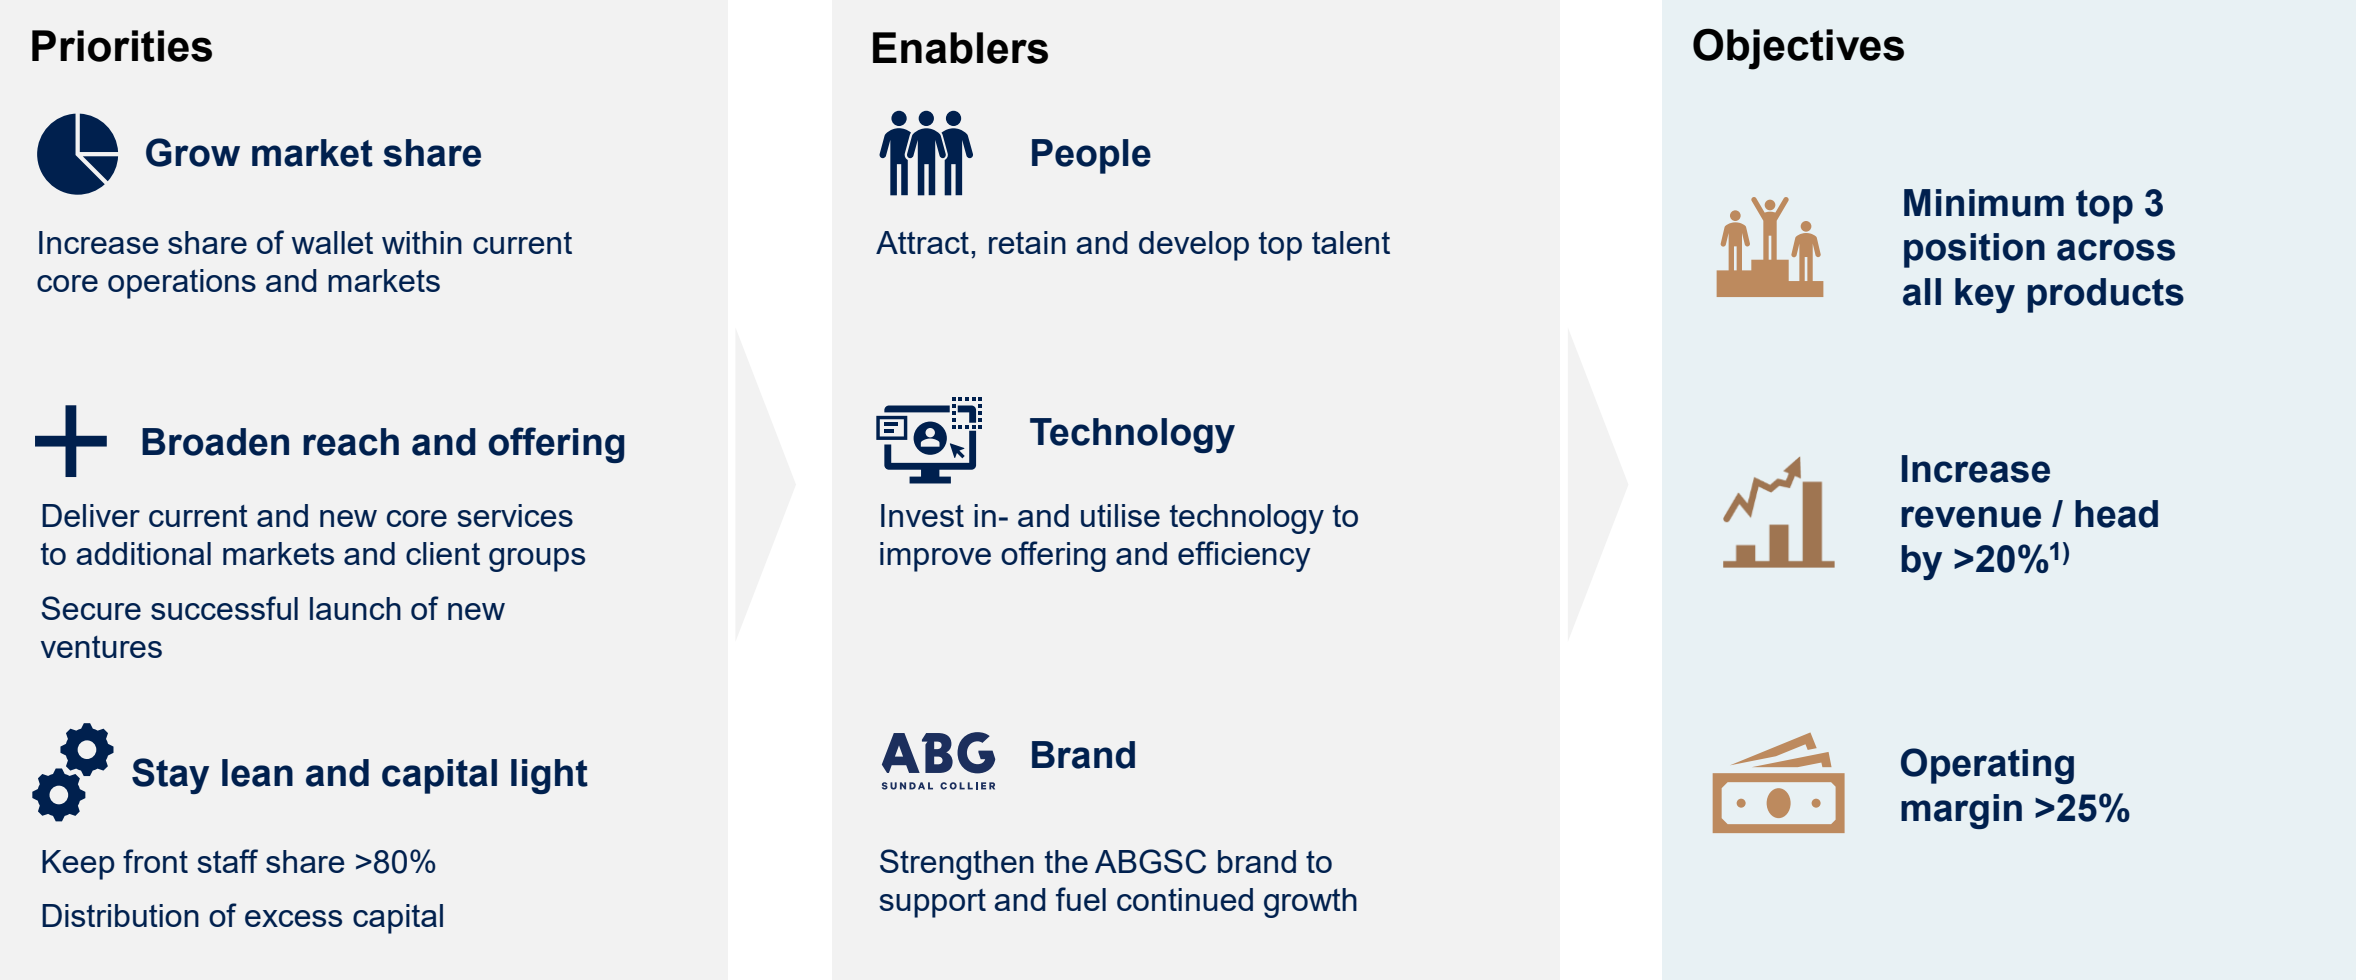 Priorities
Grow market share
Increase share of wallet within current
core operations and markets
Broaden reach and offering
Deliver current and new core services
to additional markets and client groups
Secure successful launch of new
ventures
Stay lean and capital light
Keep front staff share >80%
Distribution of excess capital
Enablers
People
Attract, retain and develop top talent
Technology
Invest in- and utilise technology to
improve offering and efficiency
ABG
SUNDAL COLLIER
Brand
Strengthen the ABGSC brand to
support and fuel continued growth
Objectives
Minimum top 3
position across
all key products
Increase
revenue / head
by >20%¹⁾
Operating
margin >25%